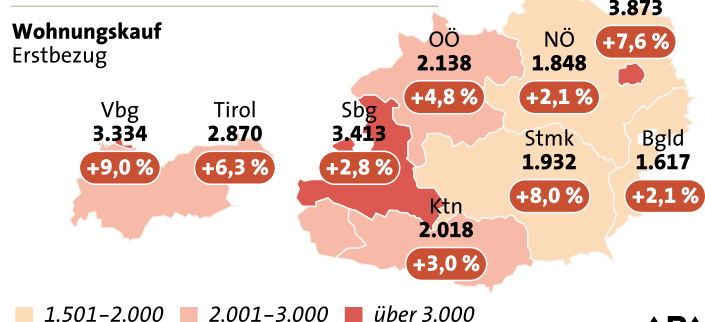 Wohnungskauf
Erstbezug
3.873
+7,6 %
OÖ
2.138
+4,8 %
NÖ
1.848
+2,1 %
Vbg
3.334
+9,0 %
Tirol
2.870
+6,3 %
Sbg
3.413
+2,8 %
Stmk
1.932
+8,0 %
Bgld
1.617
+2,1 %
Ktn
2.018
+3,0 %
1.501–2.000
2.001–3.000
über 3.000